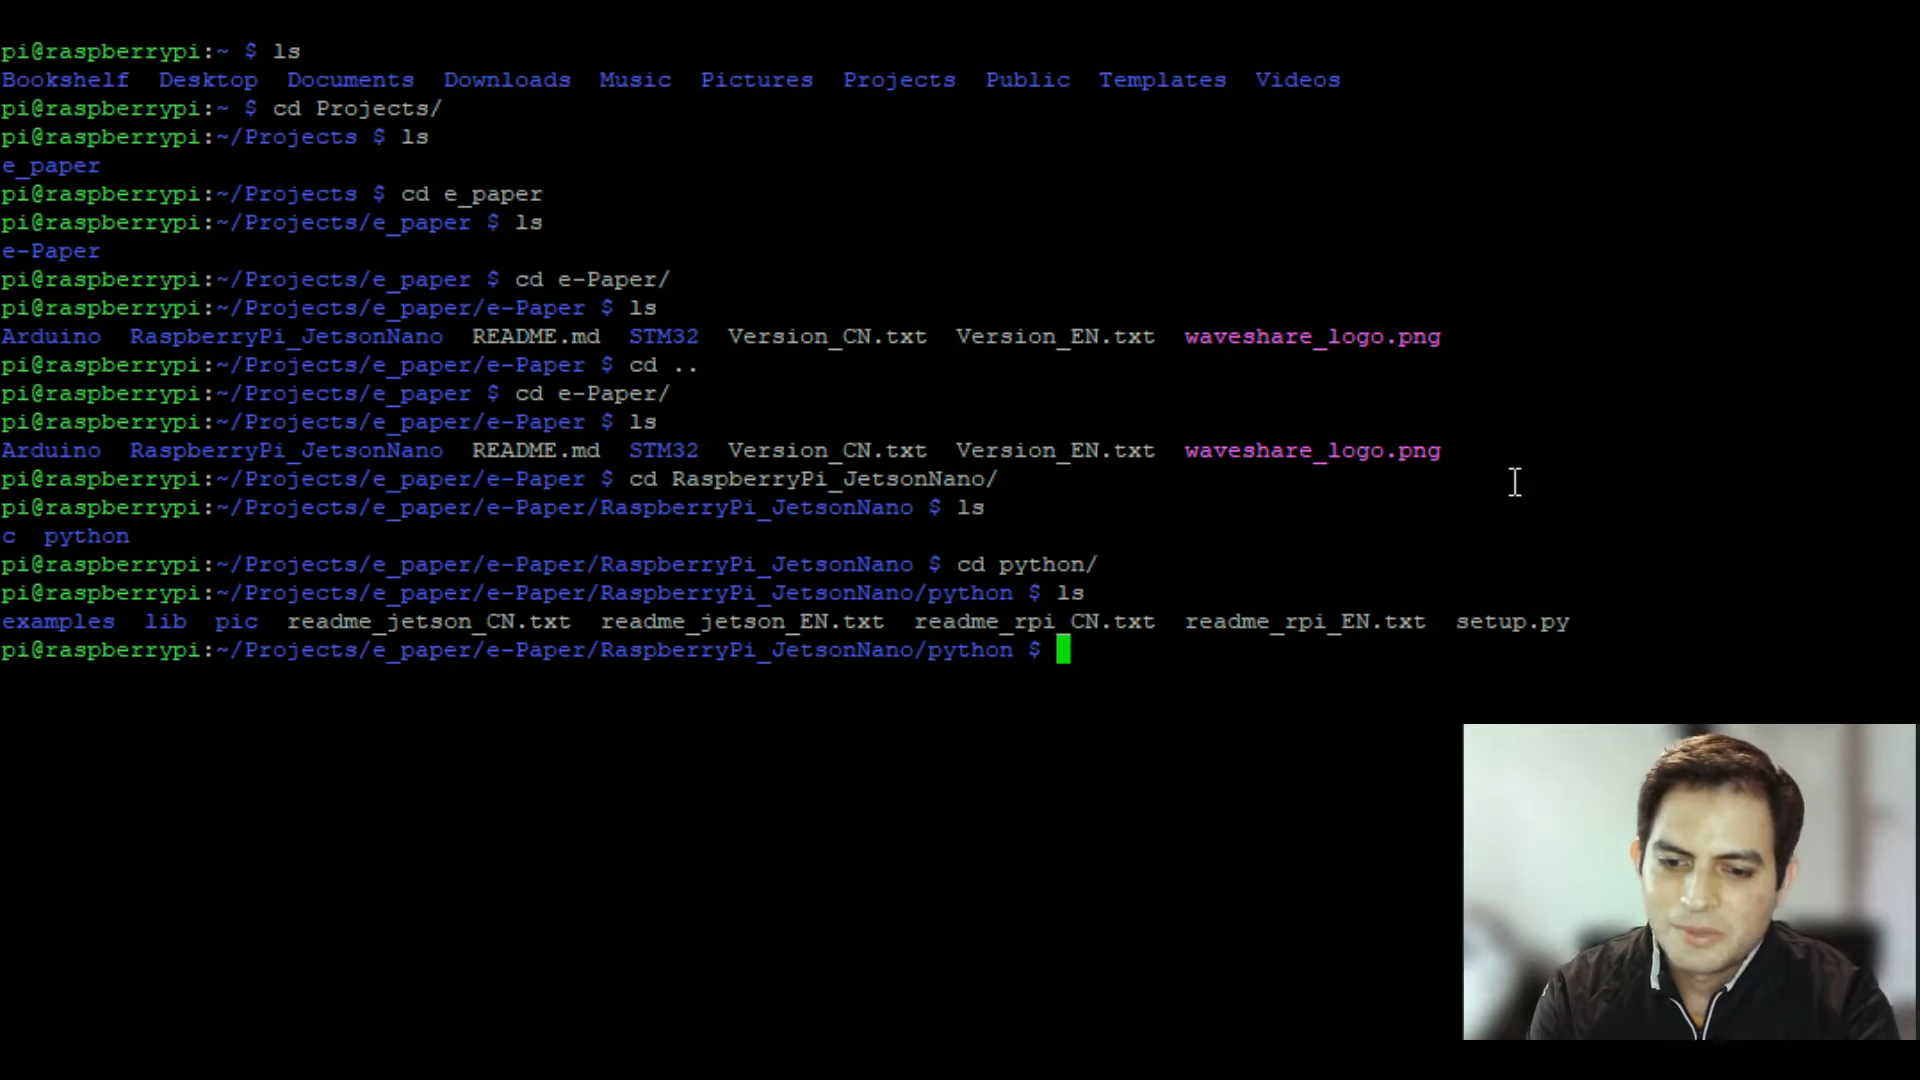 pi@raspberrypi:~ $ ls
Bookshelf  Desktop  Documents  Downloads  Music  Pictures  Projects  Public  Templates  Videos
pi@raspberrypi:~ $ cd Projects/
pi@raspberrypi:~/Projects $ ls
e_paper
pi@raspberrypi:~/Projects $ cd e_paper
pi@raspberrypi:~/Projects/e_paper $ ls
e-Paper
pi@raspberrypi:~/Projects/e_paper $ cd e-Paper/
pi@raspberrypi:~/Projects/e_paper/e-Paper $ ls
Arduino  RaspberryPi_JetsonNano  README.md  STM32  Version_CN.txt  Version_EN.txt  waveshare_logo.png
pi@raspberrypi:~/Projects/e_paper/e-Paper $ cd ..
pi@raspberrypi:~/Projects/e_paper $ cd e-Paper/
pi@raspberrypi:~/Projects/e_paper/e-Paper $ ls
Arduino  RaspberryPi_JetsonNano  README.md  STM32  Version_CN.txt  Version_EN.txt  waveshare_logo.png
pi@raspberrypi:~/Projects/e_paper/e-Paper $ cd RaspberryPi_JetsonNano/
pi@raspberrypi:~/Projects/e_paper/e-Paper/RaspberryPi_JetsonNano $ ls
c  python
pi@raspberrypi:~/Projects/e_paper/e-Paper/RaspberryPi_JetsonNano $ cd python/
pi@raspberrypi:~/Projects/e_paper/e-Paper/RaspberryPi_JetsonNano/python $ ls
examples  lib  pic  readme_jetson_CN.txt  readme_jetson_EN.txt  readme_rpi_CN.txt  readme_rpi_EN.txt  setup.py
pi@raspberrypi:~/Projects/e_paper/e-Paper/RaspberryPi_JetsonNano/python $